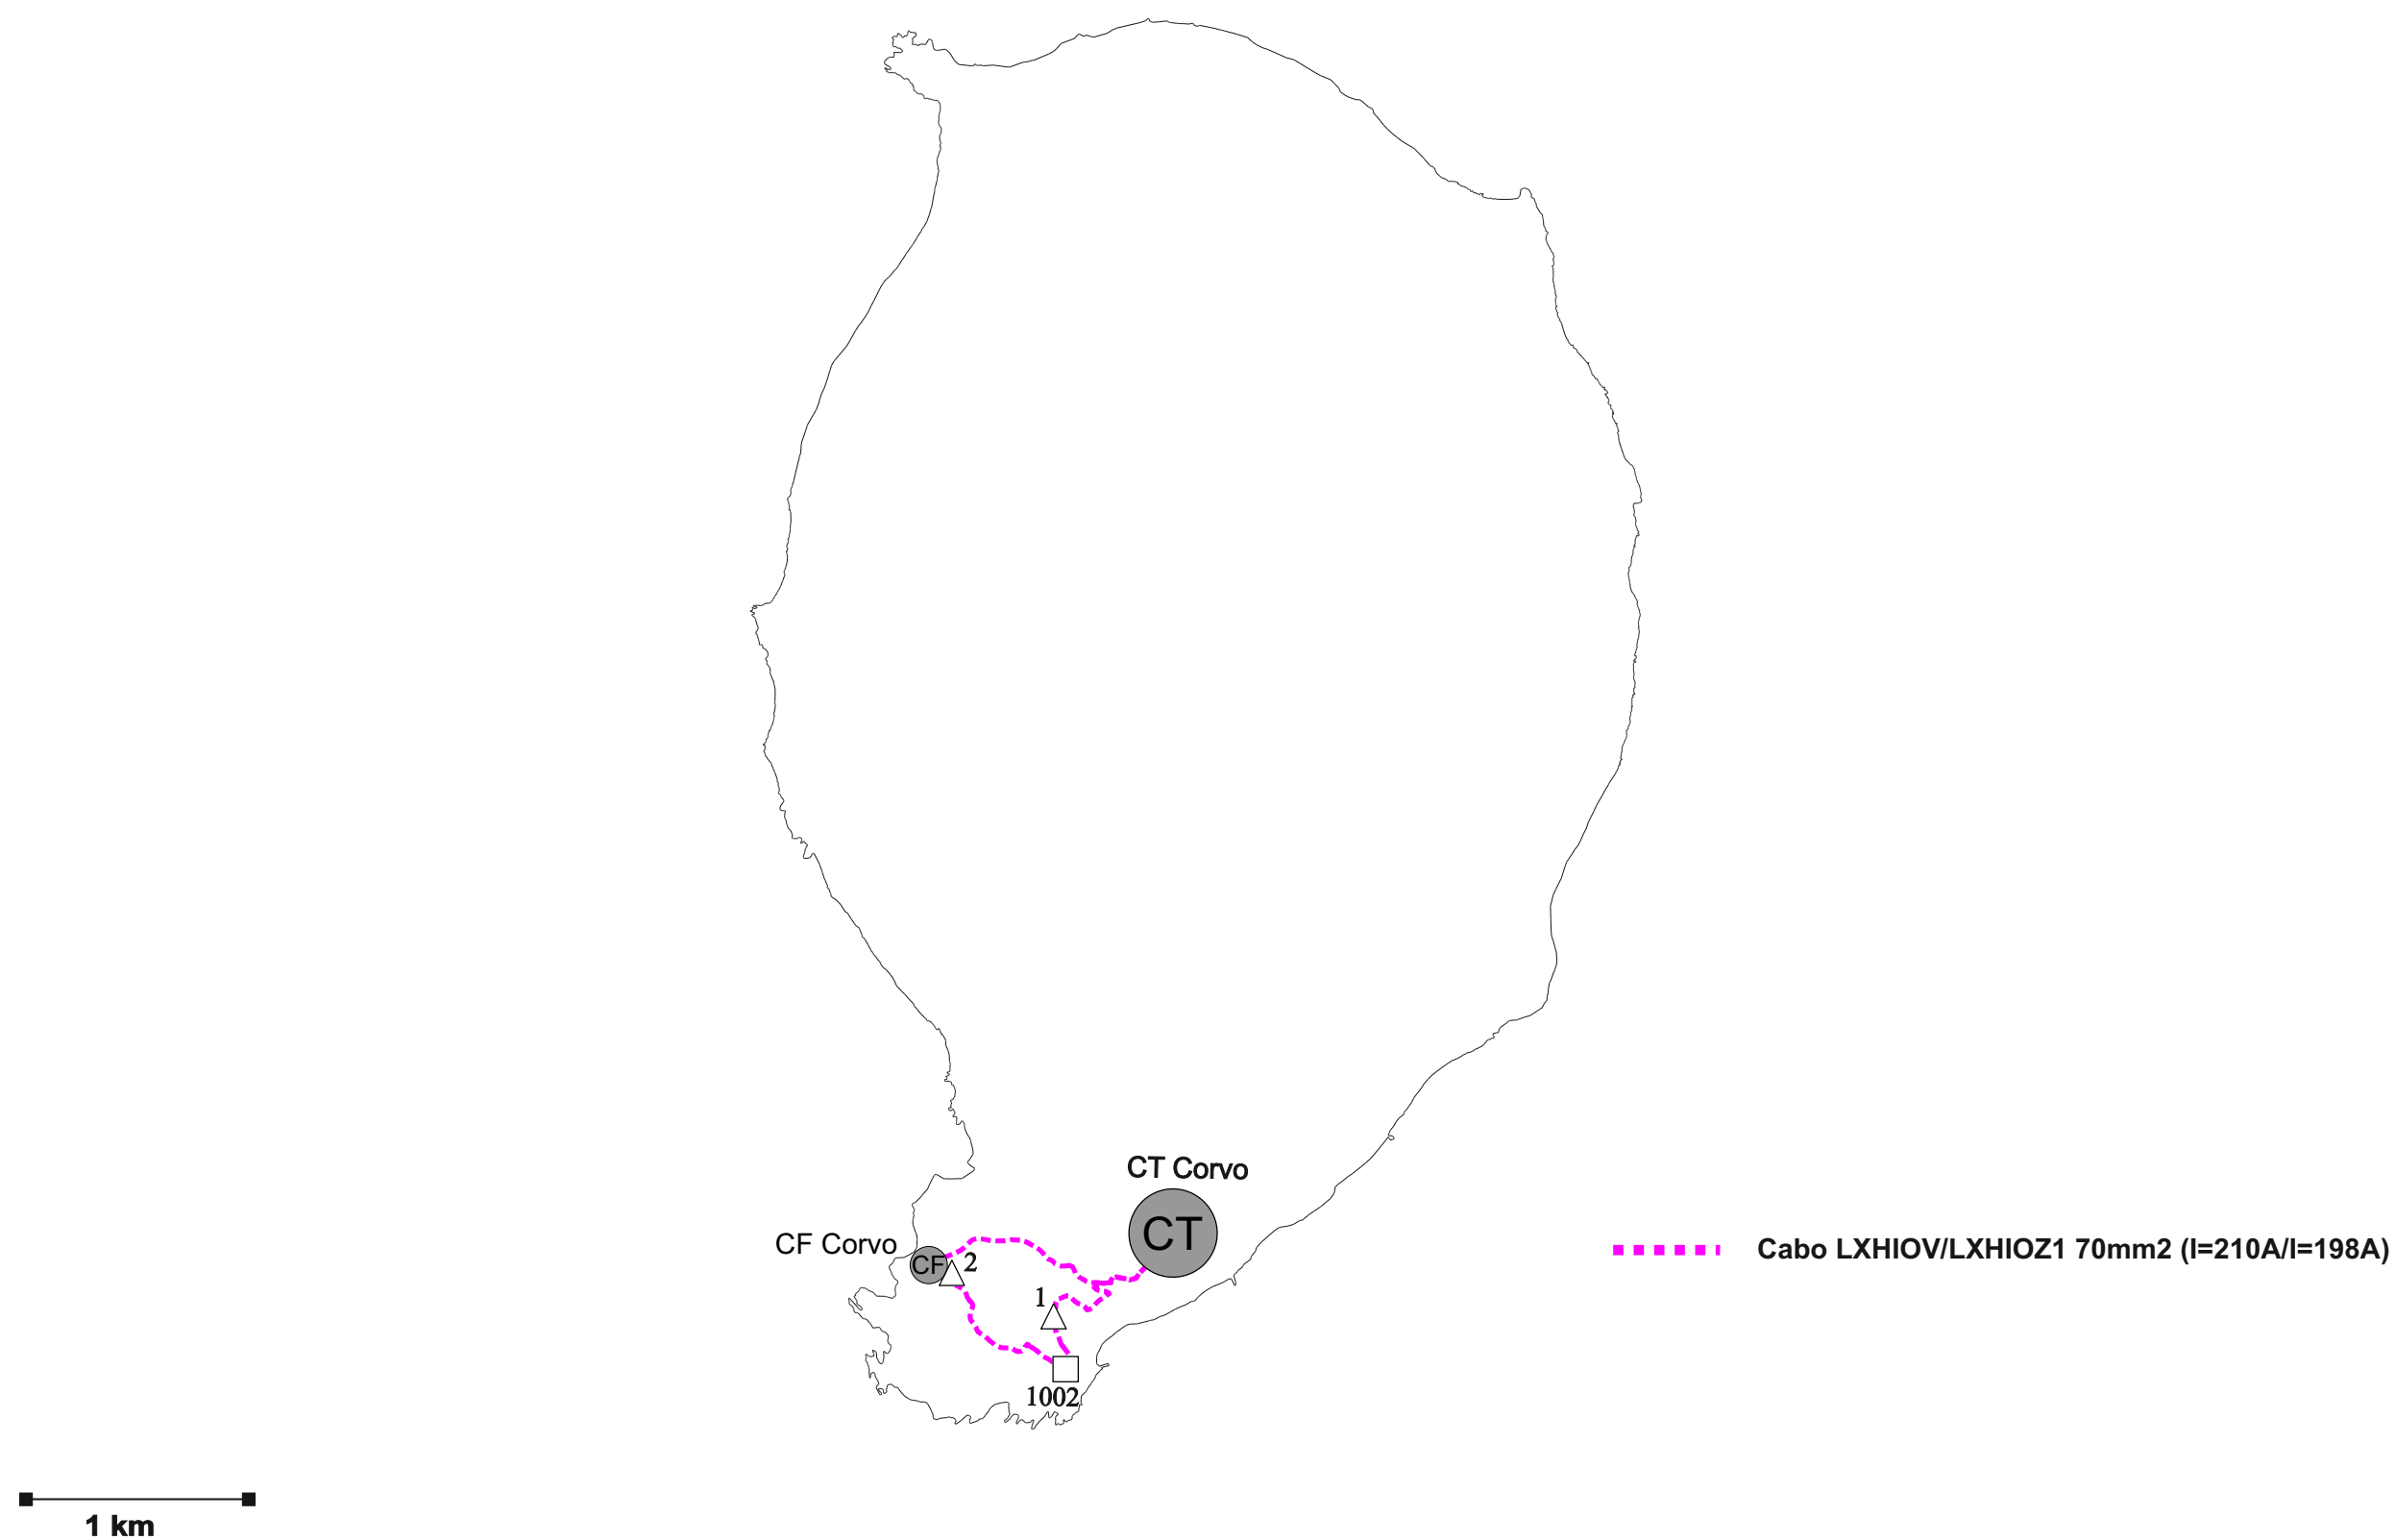 CT Corvo
CT
CF Corvo
CF
2
1
1002
Cabo LXHIOV/LXHIOZ1 70mm2 (I=210A/I=198A)
1 km